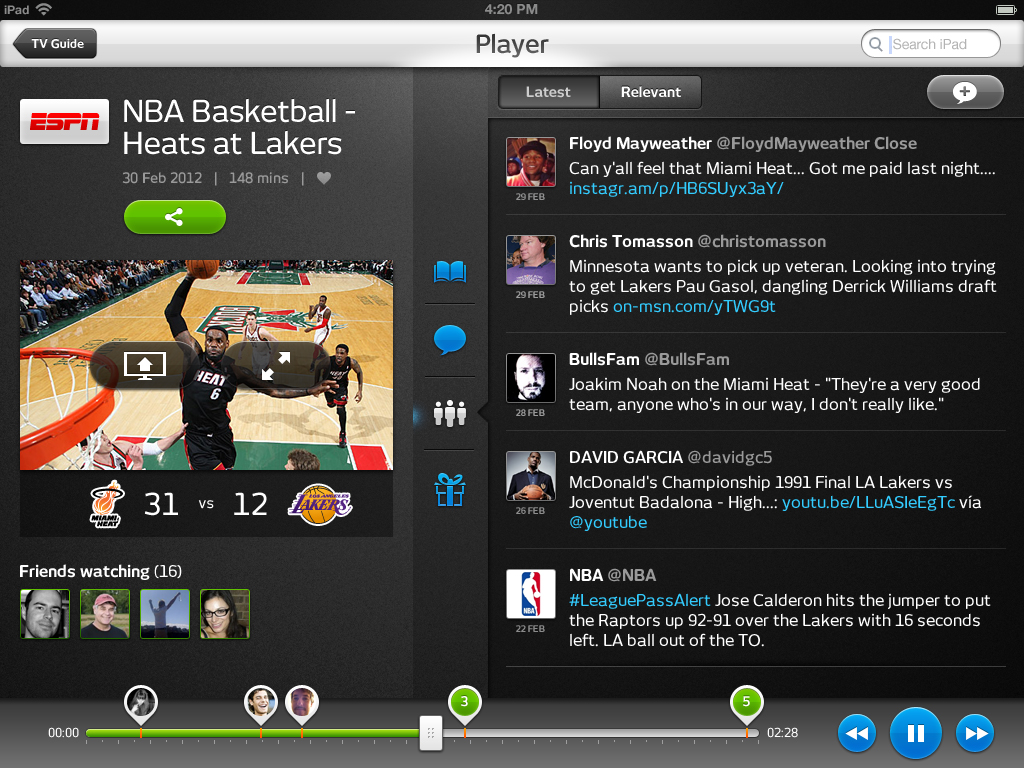 iPad
4:20 PM
TV Guide
Player
Search iPad
Latest
Relevant
ESPN
NBA Basketball -
Heats at Lakers
30 Feb 2012 | 148 mins |
Floyd Mayweather @FloydMayweather Close
Can y'all feel that Miami Heat... Got me paid last night....
instagr.am/p/HB6SUyx3aY/
29 FEB
Chris Tomasson @christomasson
Minnesota wants to pick up veteran. Looking into trying
to get Lakers Pau Gasol, dangling Derrick Williams draft
picks on-msn.com/yTWG9t
29 FEB
BullsFam @BullsFam
Joakim Noah on the Miami Heat - "They're a very good
team, anyone who's in our way, I don't really like."
28 FEB
DAVID GARCIA @davidgc5
McDonald's Championship 1991 Final LA Lakers vs
Joventut Badalona - High...: youtu.be/LLuASIeEgTc vía
@youtube
26 FEB
NBA @NBA
#LeaguePassAlert Jose Calderon hits the jumper to put
the Raptors up 92-91 over the Lakers with 16 seconds
left. LA ball out of the TO.
NBA
22 FEB
HEAT
6
MIAMI
HEAT
31 vs 12
LOS ANGELES
LAKERS
Friends watching (16)
3
5
00:00
02:28